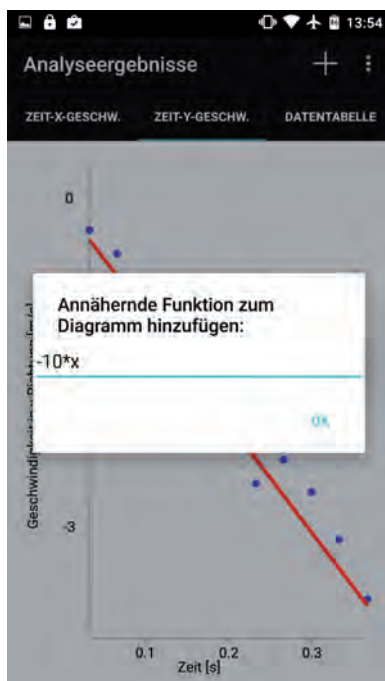 13:54
Analyseergebnisse
ZEIT-X-GESCHW. ZEIT-Y-GESCHW. DATENTABELLE
0
Annähernde Funktion zum
Diagramm hinzufügen:
-10*x
OK
-3
0.1 0.2 0.3
Zeit [s]